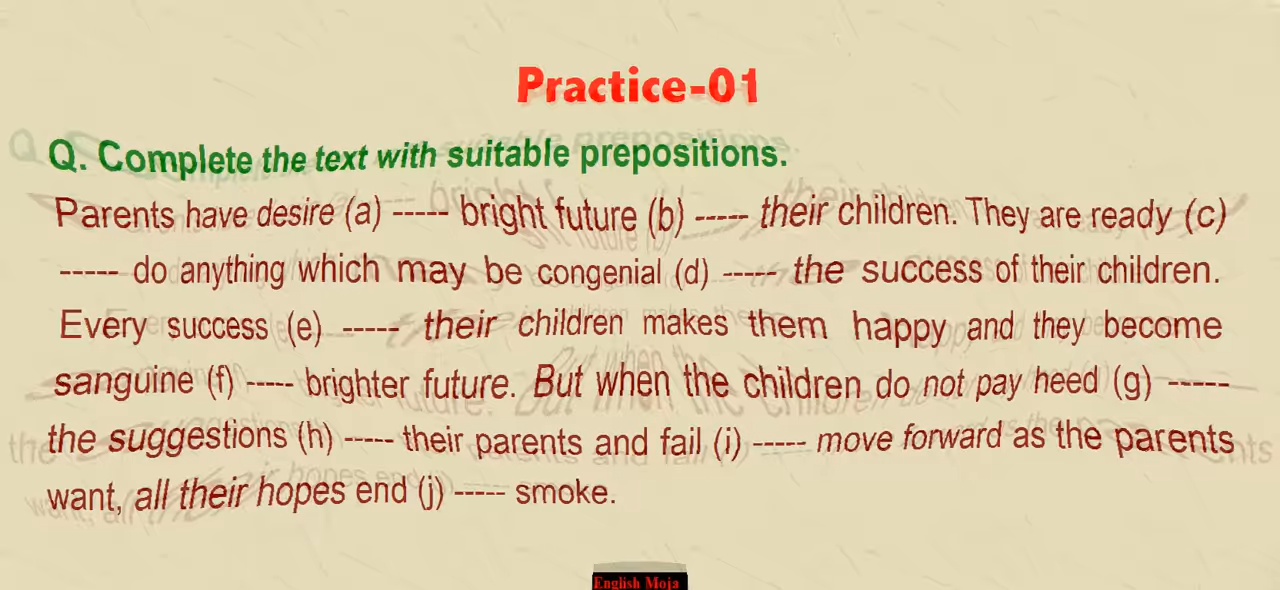 Practice-01
Q. Complete the text with suitable prepositions.
Parents have desire (a) ----- bright future (b) ----- their children. They are ready (c)
----- do anything which may be congenial (d) ----- the success of their children.
Every success (e) ----- their children makes them happy and they become
sanguine (f) ----- brighter future. But when the children do not pay heed (g) -----
the suggestions (h) ----- their parents and fail (i) ----- move forward as the parents
want, all their hopes end (j) ----- smoke.
English Moja